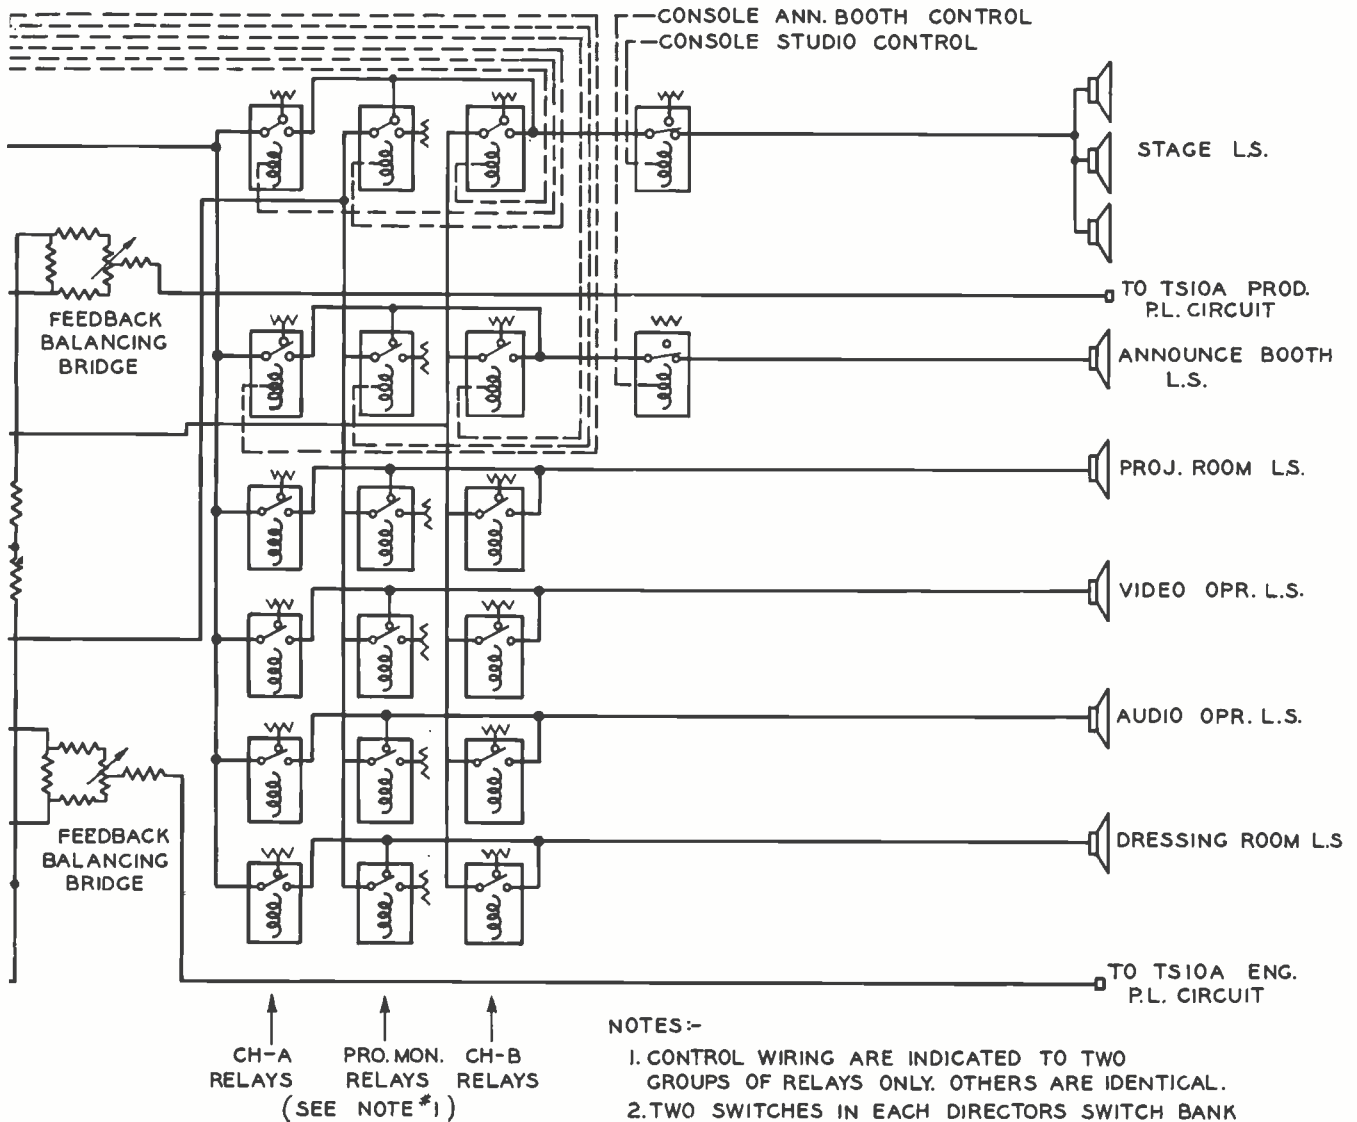 CONSOLE ANN. BOOTH CONTROL
CONSOLE STUDIO CONTROL
STAGE L.S.
TO TS10A PROD.
P.L. CIRCUIT
FEEDBACK
BALANCING
BRIDGE
ANNOUNCE BOOTH
L.S.
PROJ. ROOM L.S.
VIDEO OPR. L.S.
AUDIO OPR. L.S.
FEEDBACK
BALANCING
BRIDGE
DRESSING ROOM L.S
TO TS10A ENG.
P.L. CIRCUIT
CH-A
RELAYS
PRO. MON.
RELAYS
CH-B
RELAYS
(SEE NOTE #1)
NOTES:-
1. CONTROL WIRING ARE INDICATED TO TWO
GROUPS OF RELAYS ONLY. OTHERS ARE IDENTICAL.
2. TWO SWITCHES IN EACH DIRECTORS SWITCH BANK